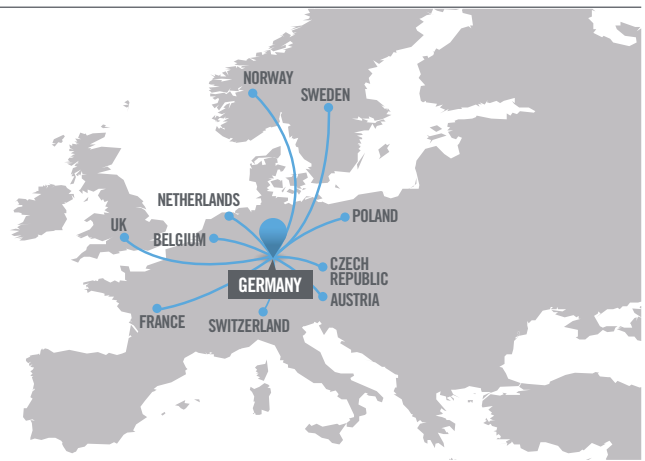 NORWAY
SWEDEN
NETHERLANDS
POLAND
UK
BELGIUM
CZECH
REPUBLIC
GERMANY
AUSTRIA
FRANCE
SWITZERLAND